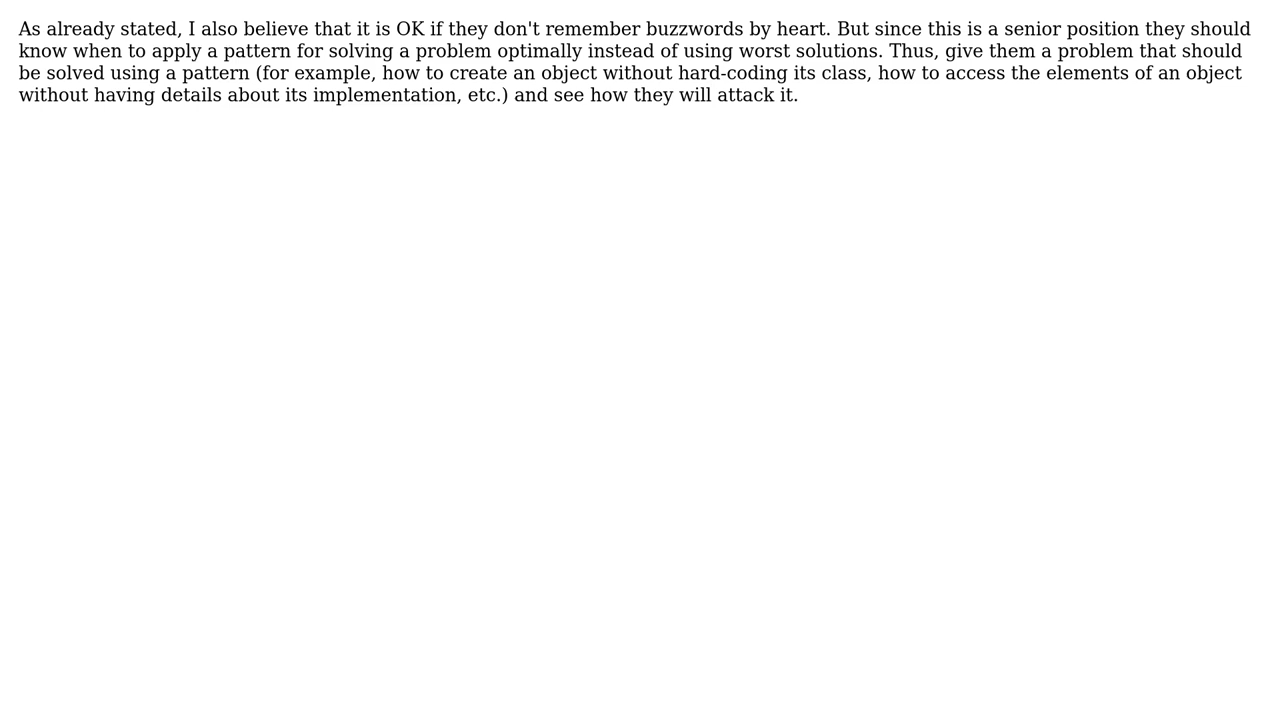 As already stated, I also believe that it is OK if they don't remember buzzwords by heart. But since this is a senior position they should
know when to apply a pattern for solving a problem optimally instead of using worst solutions. Thus, give them a problem that should
be solved using a pattern (for example, how to create an object without hard-coding its class, how to access the elements of an object
without having details about its implementation, etc.) and see how they will attack it.